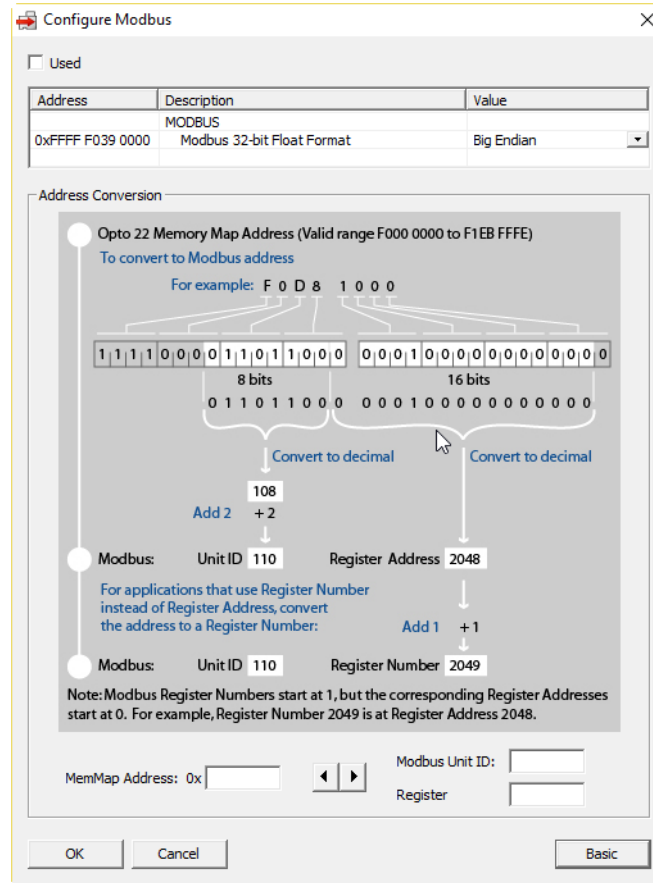 Configure Modbus
Used
Address Description Value
MODBUS
0xFFFF F039 0000 Modbus 32-bit Float Format Big Endian
Address Conversion
Opto 22 Memory Map Address (Valid range F000 0000 to F1EB FFFE)
To convert to Modbus address
For example: F 0 D 8 1 0 0 0
1 1 1 1 0 0 0 0 1 1 0 1 1 0 0 0 0 0 0 1 0 0 0 0 0 0 0 0 0 0 0 0
8 bits 16 bits
0 1 1 0 1 1 0 0 0 0 0 0 1 0 0 0 0 0 0 0 0 0 0 0
Convert to decimal Convert to decimal
108
Add 2 + 2
Modbus: Unit ID 110 Register Address 2048
For applications that use Register Number
instead of Register Address, convert
the address to a Register Number: Add 1 + 1
Modbus: Unit ID 110 Register Number 2049
Note: Modbus Register Numbers start at 1, but the corresponding Register Addresses
start at 0. For example, Register Number 2049 is at Register Address 2048.
MemMap Address: 0x
Modbus Unit ID:
Register
OK Cancel Basic